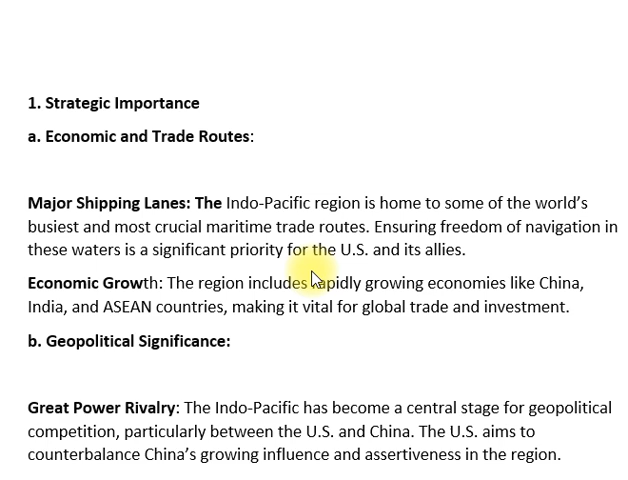 1. Strategic Importance
a. Economic and Trade Routes:
Major Shipping Lanes: The Indo-Pacific region is home to some of the world's
busiest and most crucial maritime trade routes. Ensuring freedom of navigation in
these waters is a significant priority for the U.S. and its allies.
Economic Growth: The region includes rapidly growing economies like China,
India, and ASEAN countries, making it vital for global trade and investment.
b. Geopolitical Significance:
Great Power Rivalry: The Indo-Pacific has become a central stage for geopolitical
competition, particularly between the U.S. and China. The U.S. aims to
counterbalance China's growing influence and assertiveness in the region.